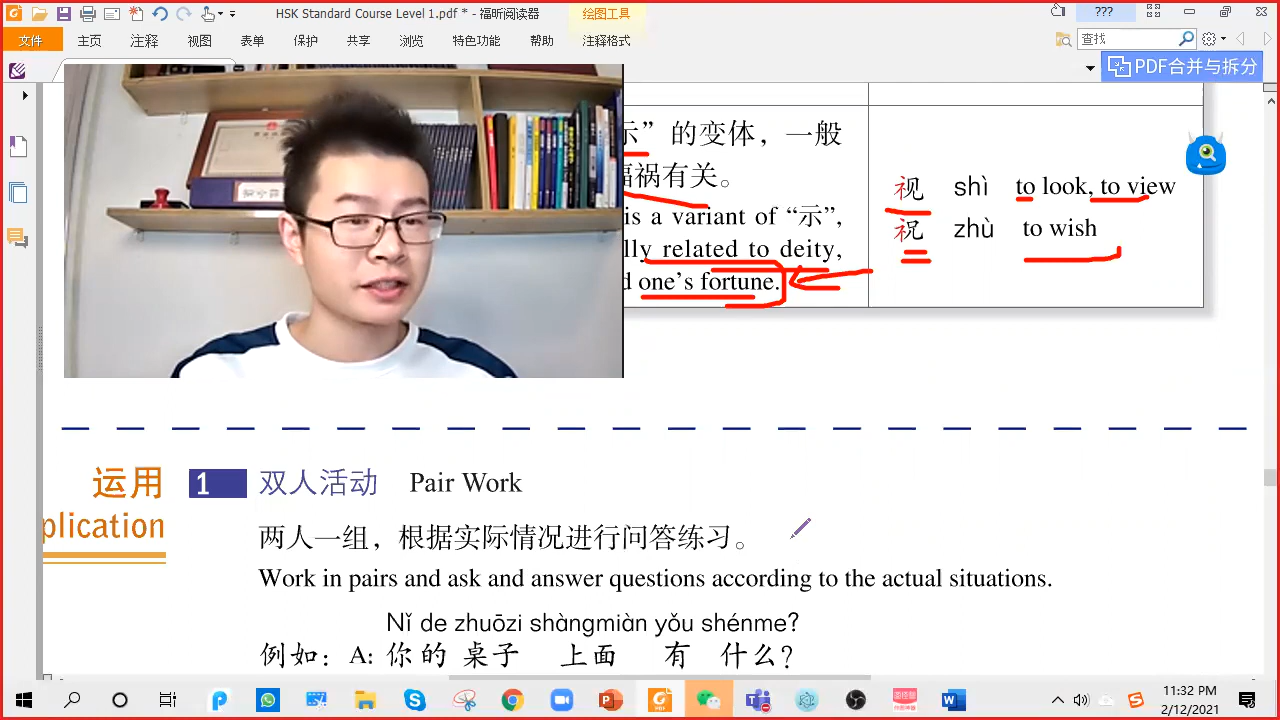 HSK Standard Course Level 1.pdf * - 福昕阅读器
绘图工具
???
文件 主页 注释 视图 表单 保护 共享 浏览 特色功能 帮助 注释格式
查找
PDF合并与拆分
示”的变体，一般
福祸有关。
is a variant of “示”,
lly related to deity,
d one’s fortune.
视 shì to look, to view
祝 zhù to wish
运用
plication
1 双人活动 Pair Work
两人一组，根据实际情况进行问答练习。
Work in pairs and ask and answer questions according to the actual situations.
Nǐ de zhuōzi shàngmiàn yǒu shénme?
例如：A: 你的 桌子 上面 有 什么？
11:32 PM
2/12/2021